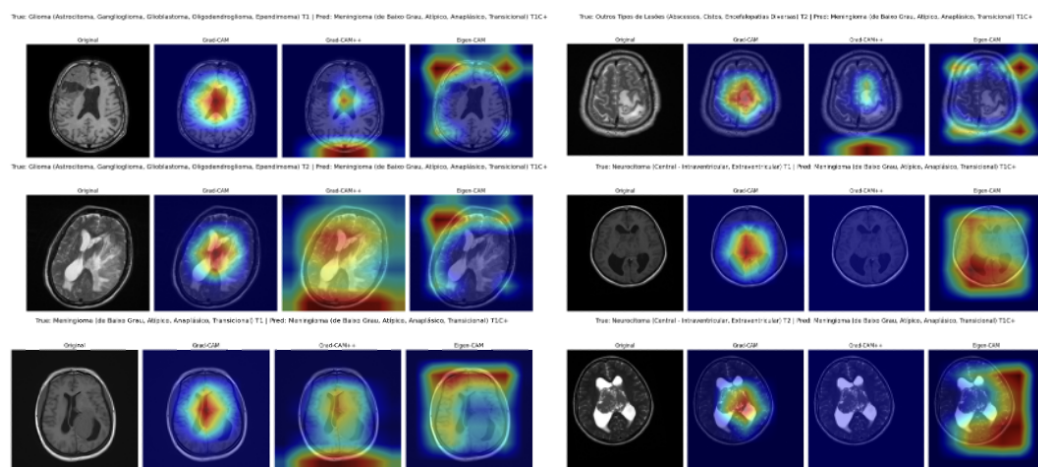 True: Glioma (Astrocitoma, Ganglioglioma, Glioblastoma, Oligodendroglioma, Ependimoma) T1 | Pred: Meningioma (de Baixo Grau, Atípico, Anaplásico, Transicional) T1C+
Original
Grad-CAM
Grad-CAM++
Eigen-CAM
True: Glioma (Astrocitoma, Ganglioglioma, Glioblastoma, Oligodendroglioma, Ependimoma) T2 | Pred: Meningioma (de Baixo Grau, Atípico, Anaplásico, Transicional) T1C+
Original
Grad-CAM
Grad-CAM++
Eigen-CAM
True: Meningioma (de Baixo Grau, Atípico, Anaplásico, Transicional) T1 | Pred: Meningioma (de Baixo Grau, Atípico, Anaplásico, Transicional) T1C+
Original
Grad-CAM
Grad-CAM++
Eigen-CAM
True: Outros Tipos de Lesões (Abscessos, Cistos, Encefalopatias Diversas) T2 | Pred: Meningioma (de Baixo Grau, Atípico, Anaplásico, Transicional) T1C+
Original
Grad-CAM
Grad-CAM++
Eigen-CAM
True: Neurocitoma (Central - Intraventricular, Extraventricular) T1 | Pred: Meningioma (de Baixo Grau, Atípico, Anaplásico, Transicional) T1C+
Original
Grad-CAM
Grad-CAM++
Eigen-CAM
True: Neurocitoma (Central - Intraventricular, Extraventricular) T2 | Pred: Meningioma (de Baixo Grau, Atípico, Anaplásico, Transicional) T1C+
Original
Grad-CAM
Grad-CAM++
Eigen-CAM